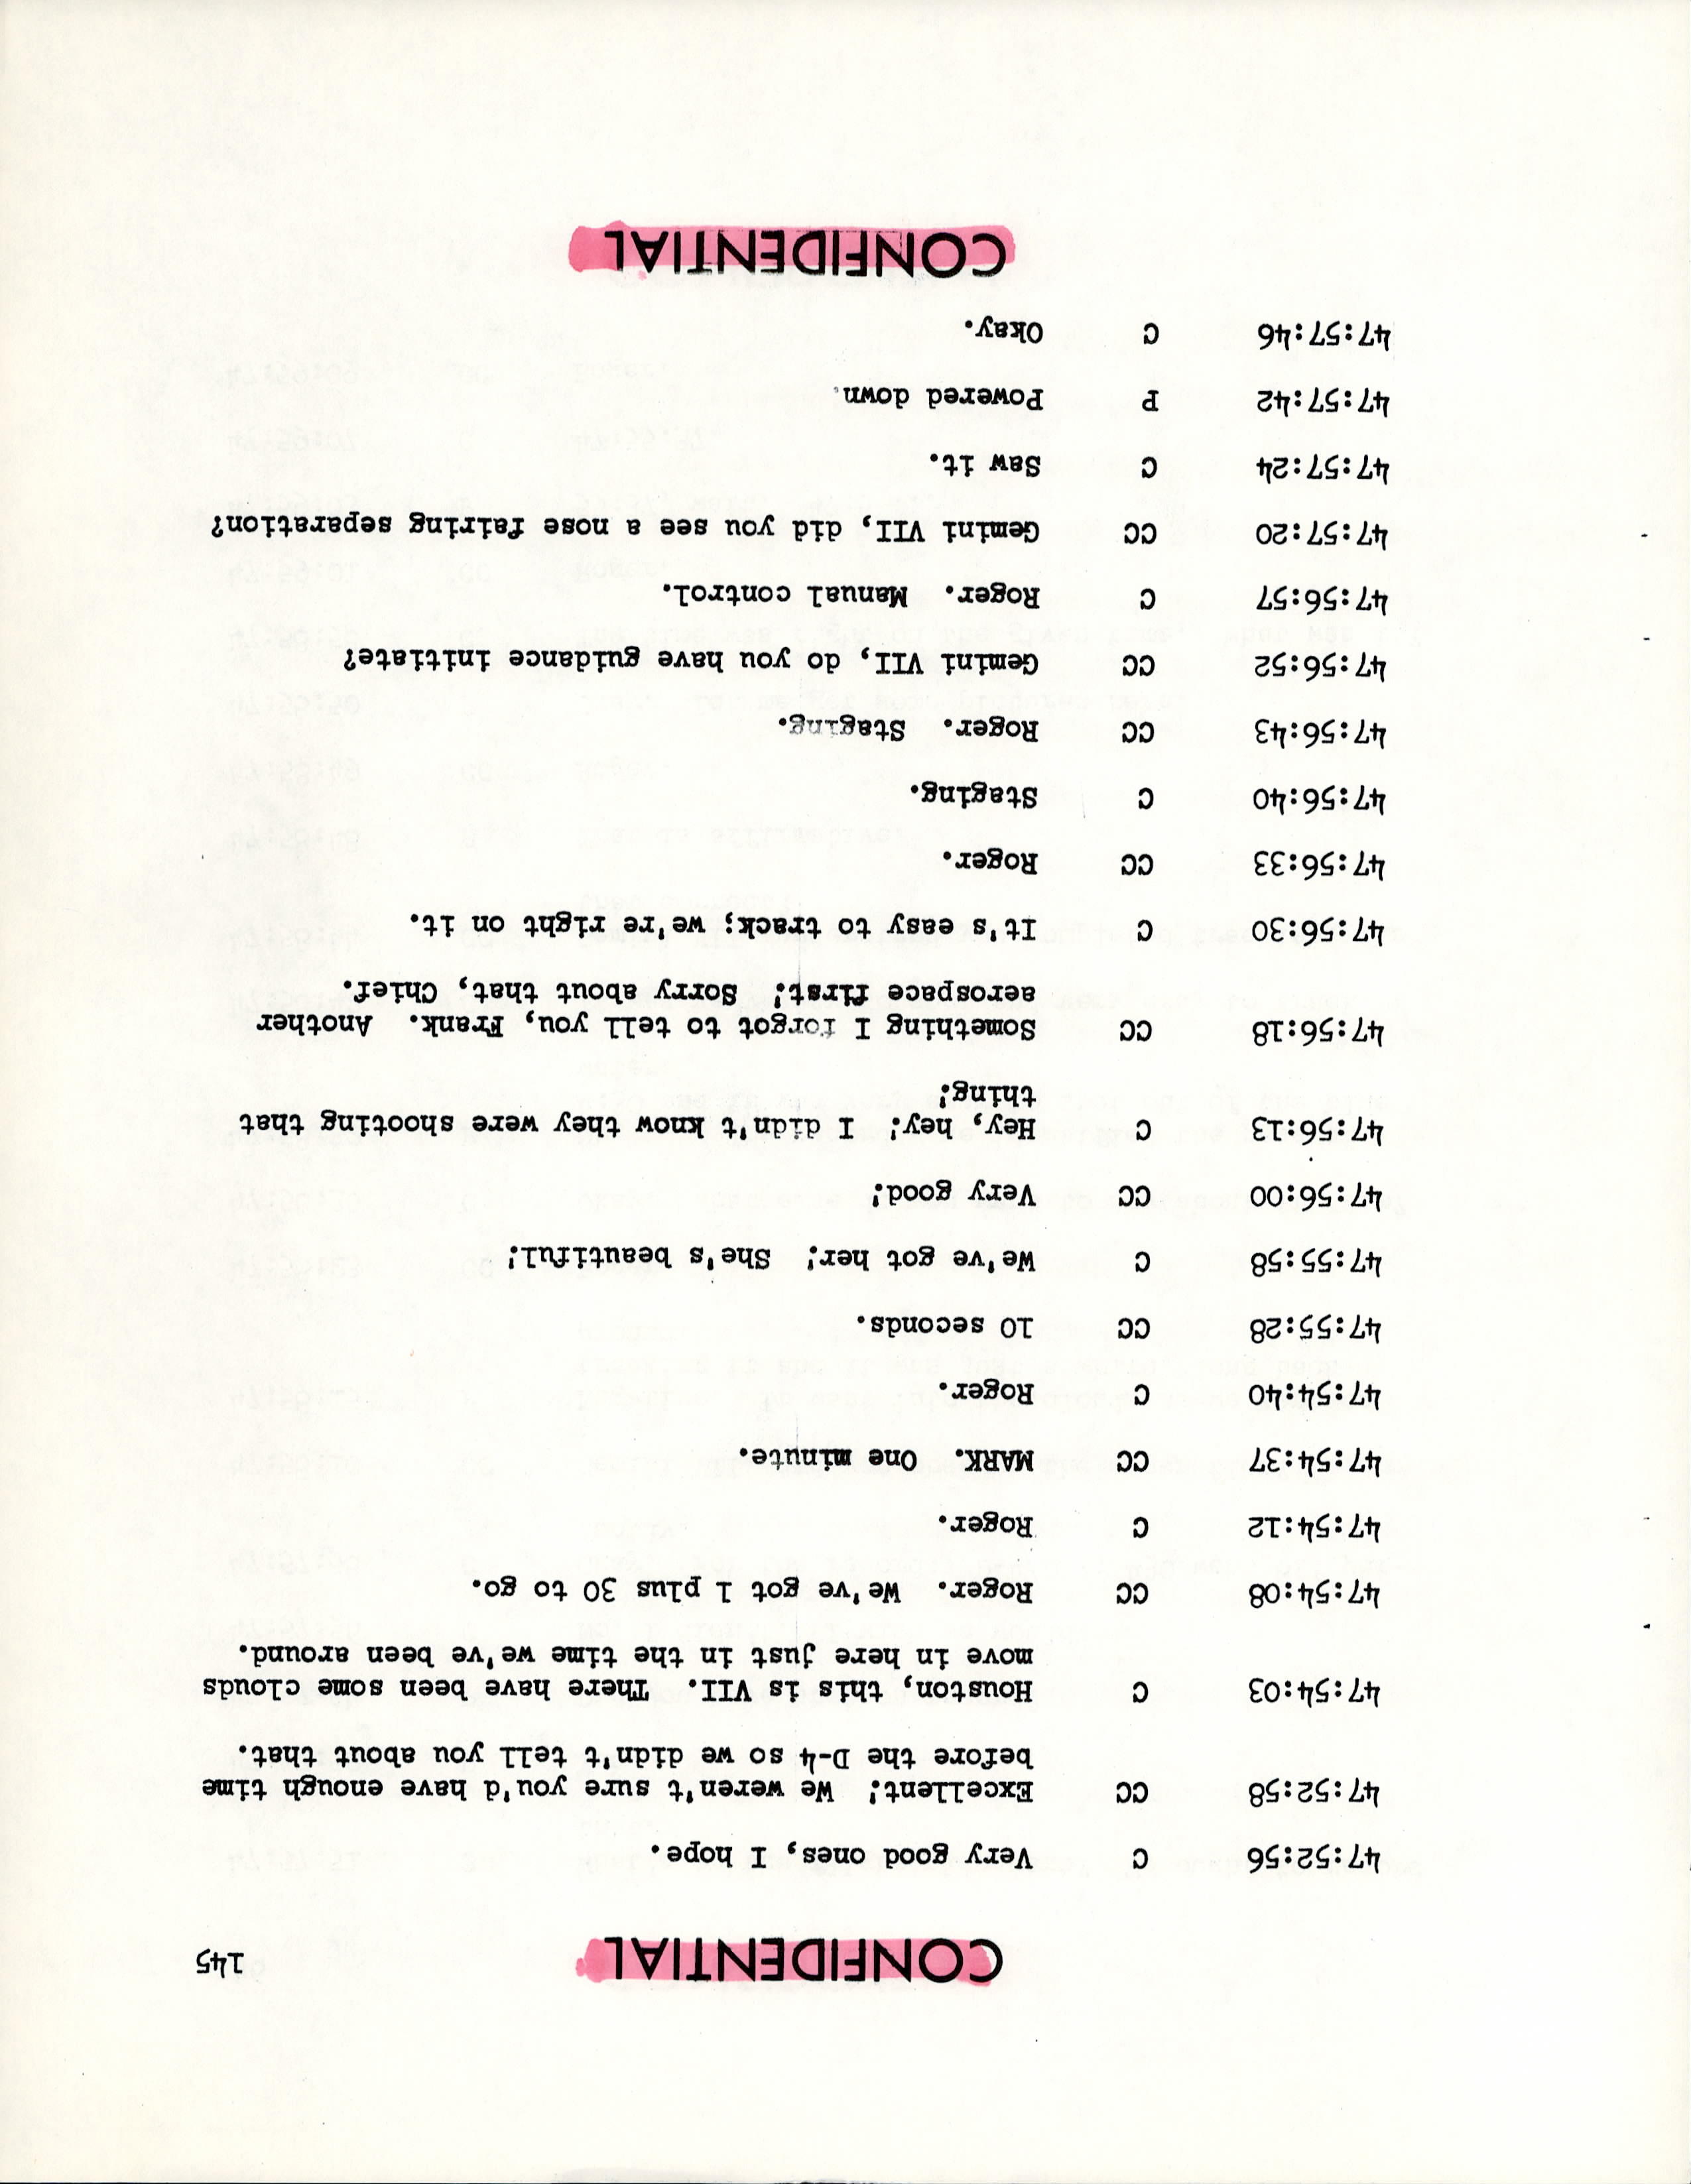 CONFIDENTIAL 145
47:52:56 C Very good ones, I hope.
47:52:58 CC Excellent! We weren't sure you'd have enough time
before the D-4 so we didn't tell you about that.
47:54:03 C Houston, this is VII. There have been some clouds
move in here just in the time we've been around.
47:54:08 CC Roger. We've got 1 plus 30 to go.
47:54:12 C Roger.
47:54:37 CC MARK. One minute.
47:54:40 C Roger.
47:55:28 CC 10 seconds.
47:55:58 C We've got her! She's beautiful!
47:56:00 CC Very good!
47:56:13 C Hey, hey! I didn't know they were shooting that
thing!
47:56:18 CC Something I forgot to tell you, Frank. Another
aerospace first! Sorry about that, Chief.
47:56:30 C It's easy to track; we're right on it.
47:56:33 CC Roger.
47:56:40 C Staging.
47:56:43 CC Roger. Staging.
47:56:52 CC Gemini VII, do you have guidance initiate?
47:56:57 C Roger. Manual control.
47:57:20 CC Gemini VII, did you see a nose fairing separation?
47:57:24 C Saw it.
47:57:42 P Powered down.
47:57:46 C Okay.
CONFIDENTIAL